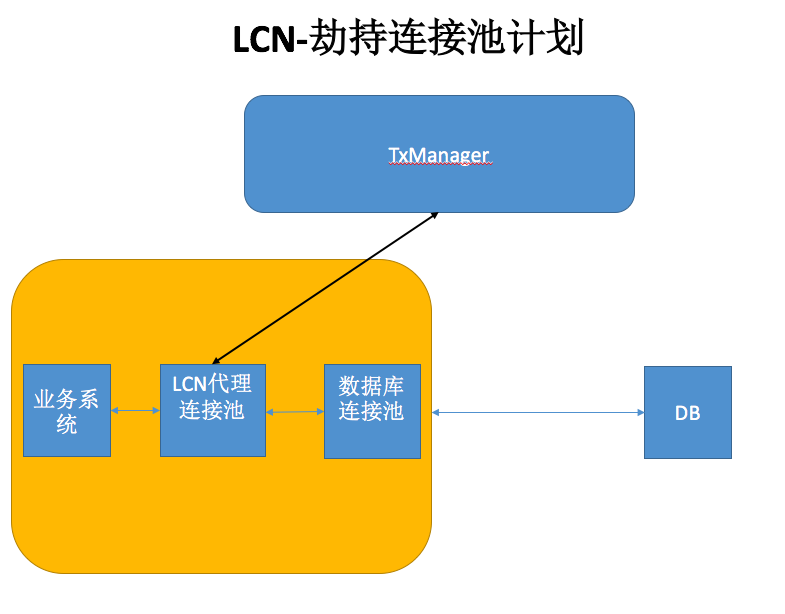 LCN-劫持连接池计划
TxManager
业务系
统
LCN代理
连接池
数据库
连接池
DB